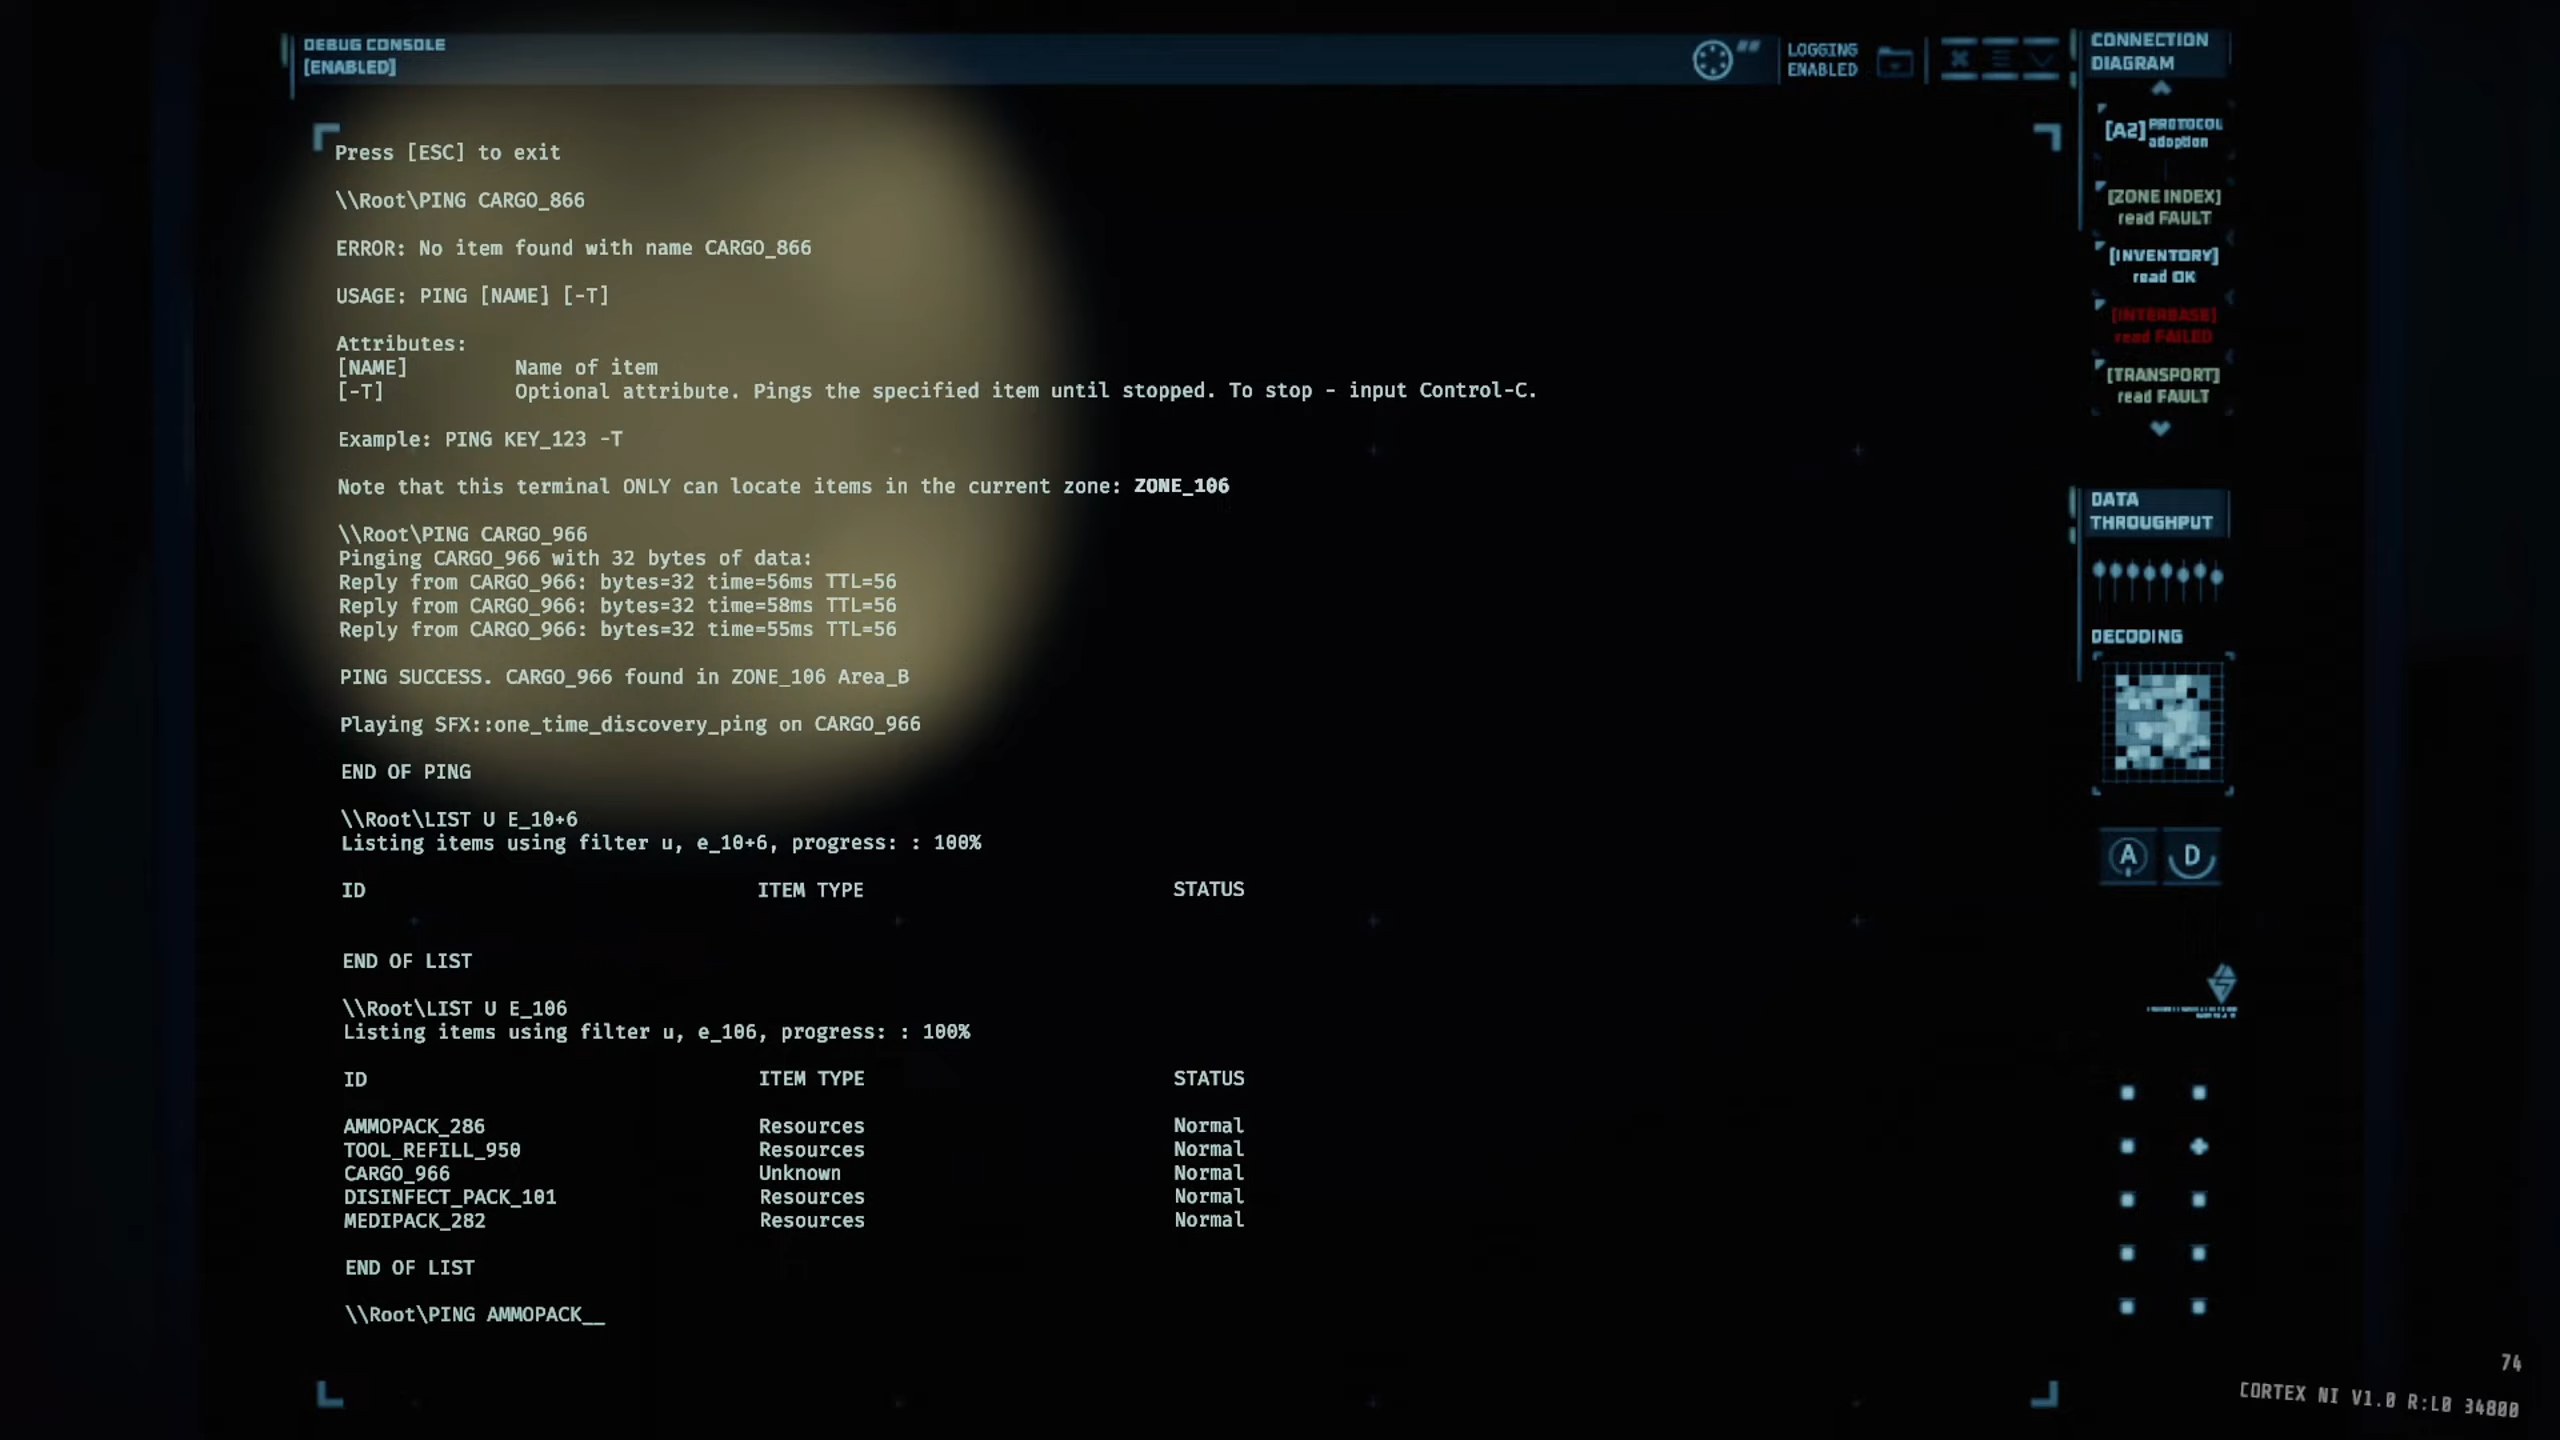 DEBUG CONSOLE
[ENABLED]
LOGGING
ENABLED
Press [ESC] to exit
\\Root\PING CARGO_866
ERROR: No item found with name CARGO_866
USAGE: PING [NAME] [-T]
Attributes:
[NAME] Name of item
[-T] Optional attribute. Pings the specified item until stopped. To stop - input Control-C.
Example: PING KEY_123 -T
Note that this terminal ONLY can locate items in the current zone: ZONE_106
\\Root\PING CARGO_966
Pinging CARGO_966 with 32 bytes of data:
Reply from CARGO_966: bytes=32 time=56ms TTL=56
Reply from CARGO_966: bytes=32 time=58ms TTL=56
Reply from CARGO_966: bytes=32 time=55ms TTL=56
PING SUCCESS. CARGO_966 found in ZONE_106 Area_B
Playing SFX::one_time_discovery_ping on CARGO_966
END OF PING
\\Root\LIST U E_10+6
Listing items using filter u, e_10+6, progress: : 100%
ID ITEM TYPE STATUS
END OF LIST
\\Root\LIST U E_106
Listing items using filter u, e_106, progress: : 100%
ID ITEM TYPE STATUS
AMMOPACK_286 Resources Normal
TOOL_REFILL_950 Resources Normal
CARGO_966 Unknown Normal
DISINFECT_PACK_101 Resources Normal
MEDIPACK_282 Resources Normal
END OF LIST
\\Root\PING AMMOPACK__
CONNECTION
DIAGRAM
[A2] PROTOCOL
adoption
[ZONE INDEX]
read FAULT
[INVENTORY]
read OK
[INTERBASE]
read FAILED
[TRANSPORT]
read FAULT
DATA
THROUGHPUT
DECODING
A D
74
CORTEX NI V1.0 R:L0 34800